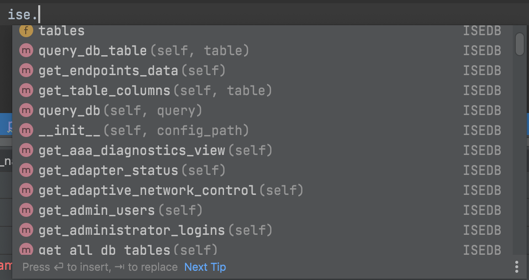 ise.
f tables ISEDB
m query_db_table(self, table) ISEDB
m get_endpoints_data(self) ISEDB
m get_table_columns(self, table) ISEDB
m query_db(self, query) ISEDB
m __init__(self, config_path) ISEDB
m get_aaa_diagnostics_view(self) ISEDB
m get_adapter_status(self) ISEDB
m get_adaptive_network_control(self) ISEDB
m get_admin_users(self) ISEDB
m get_administrator_logins(self) ISEDB
m get_all_db_tables(self) ISEDB
Press ↵ to insert, ⇥ to replace Next Tip